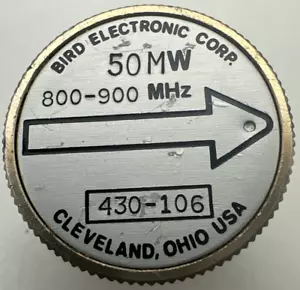 BIRD ELECTRONIC CORP.
50MW
800-900 MHz
430-106
CLEVELAND, OHIO USA